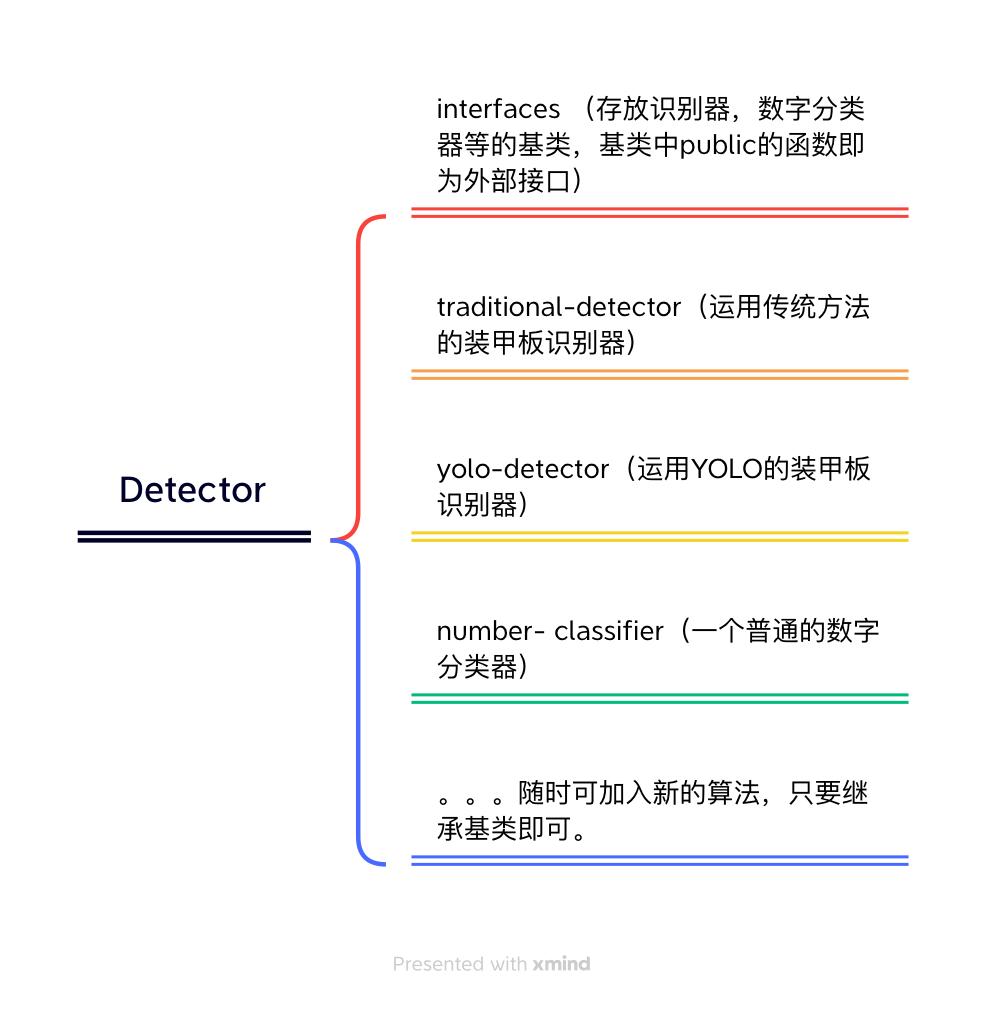 interfaces （存放识别器，数字分类
器等的基类，基类中public的函数即
为外部接口）
traditional-detector（运用传统方法
的装甲板识别器）
Detector
yolo-detector（运用YOLO的装甲板
识别器）
number- classifier（一个普通的数字
分类器）
。。。随时可加入新的算法，只要继
承基类即可。
Presented with xmind